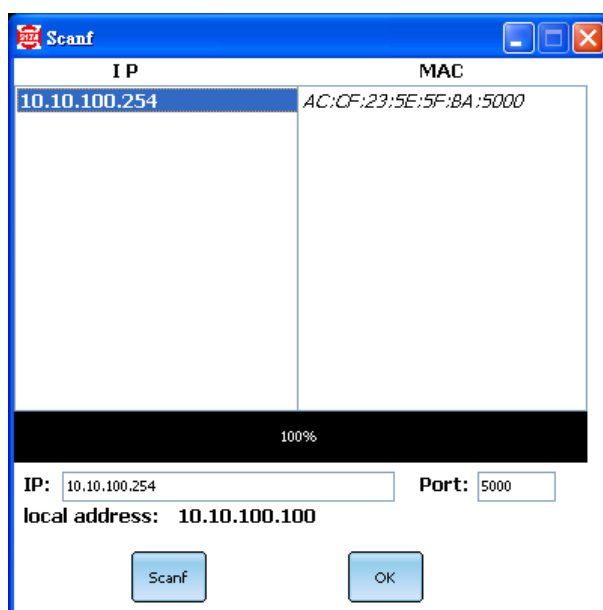 Scanf
I P MAC
10.10.100.254 AC:CF:23:5E:5F:BA:5000
100%
IP: 10.10.100.254 Port: 5000
local address: 10.10.100.100
Scanf OK